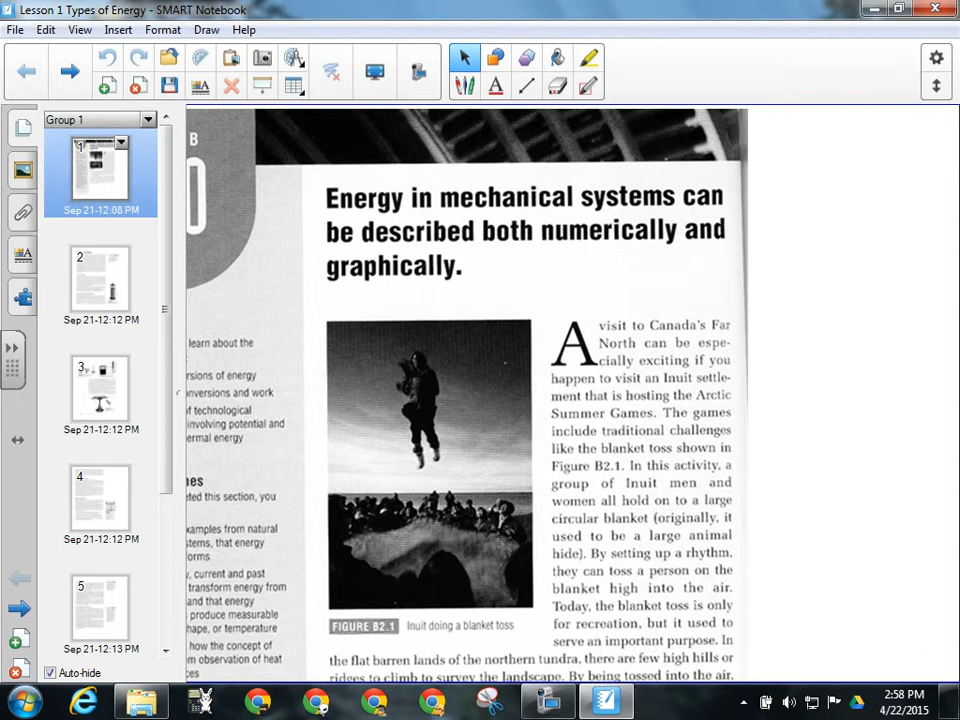 Lesson 1 Types of Energy - SMART Notebook
File Edit View Insert Format Draw Help
Group 1
1
Sep 21-12:08 PM
2
Sep 21-12:12 PM
3
Sep 21-12:12 PM
4
Sep 21-12:12 PM
5
Sep 21-12:13 PM
Auto-hide
B
Energy in mechanical systems can
be described both numerically and
graphically.
learn about the
rsions of energy
nversions and work
of technological
involving potential and
ermal energy
nes
eted this section, you
xamples from natural
stems, that energy
orms
y, current and past
transform energy from
and that energy
produce measurable
hape, or temperature
how the concept of
m observation of heat
ces
FIGURE B2.1 Inuit doing a blanket toss
A visit to Canada's Far
North can be espe-
cially exciting if you
happen to visit an Inuit settle-
ment that is hosting the Arctic
Summer Games. The games
include traditional challenges
like the blanket toss shown in
Figure B2.1. In this activity, a
group of Inuit men and
women all hold on to a large
circular blanket (originally, it
used to be a large animal
hide). By setting up a rhythm,
they can toss a person on the
blanket high into the air.
Today, the blanket toss is only
for recreation, but it used to
serve an important purpose. In
the flat barren lands of the northern tundra, there are few high hills or
ridges to climb to survey the landscape. By being tossed into the air,
2:58 PM
4/22/2015